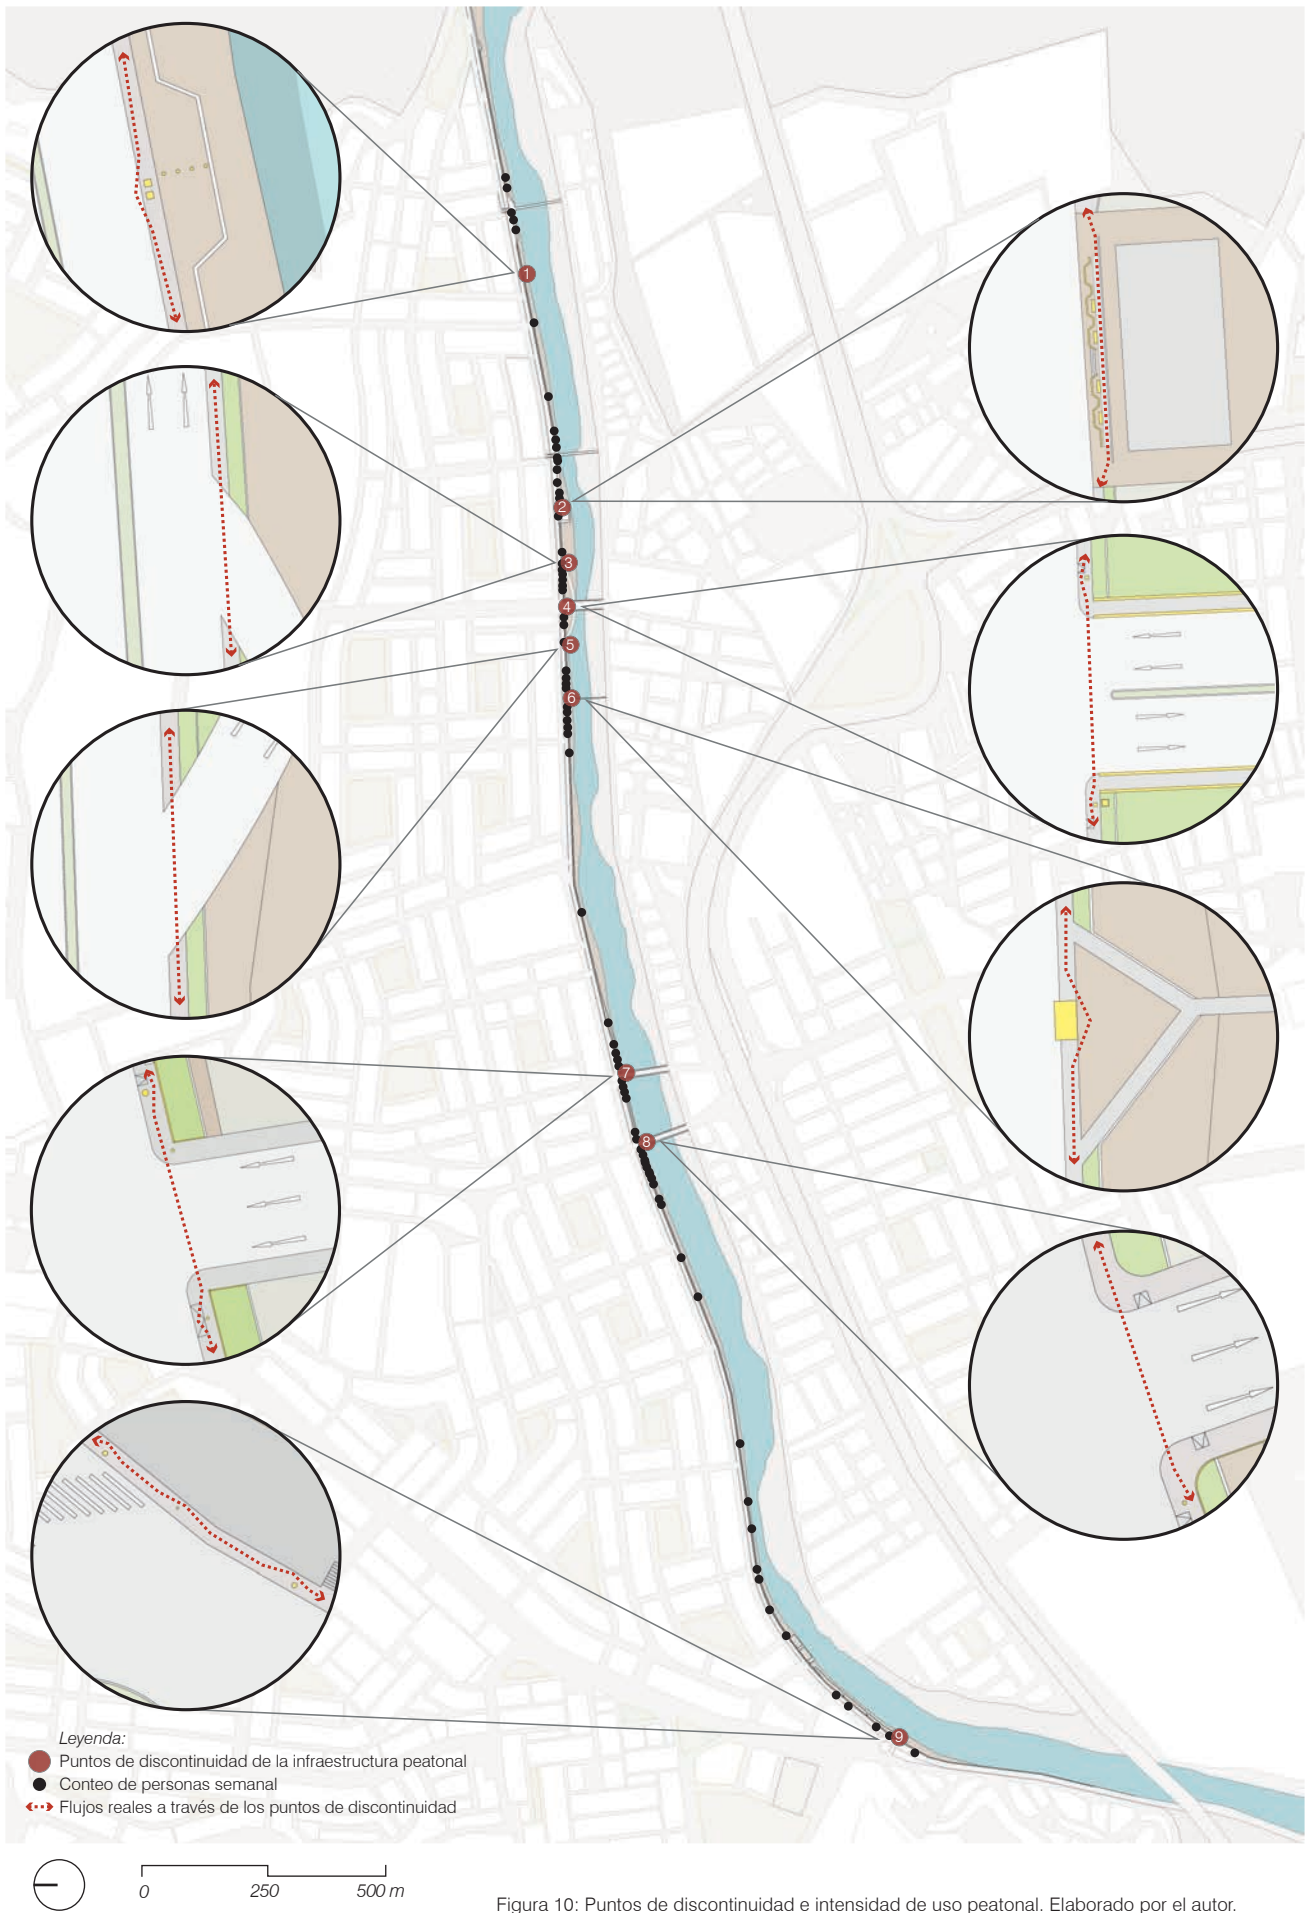 1
2
3
4
5
6
7
8
9
Leyenda:
Puntos de discontinuidad de la infraestructura peatonal
Conteo de personas semanal
Flujos reales a través de los puntos de discontinuidad
0 250 500 m
Figura 10: Puntos de discontinuidad e intensidad de uso peatonal. Elaborado por el autor.